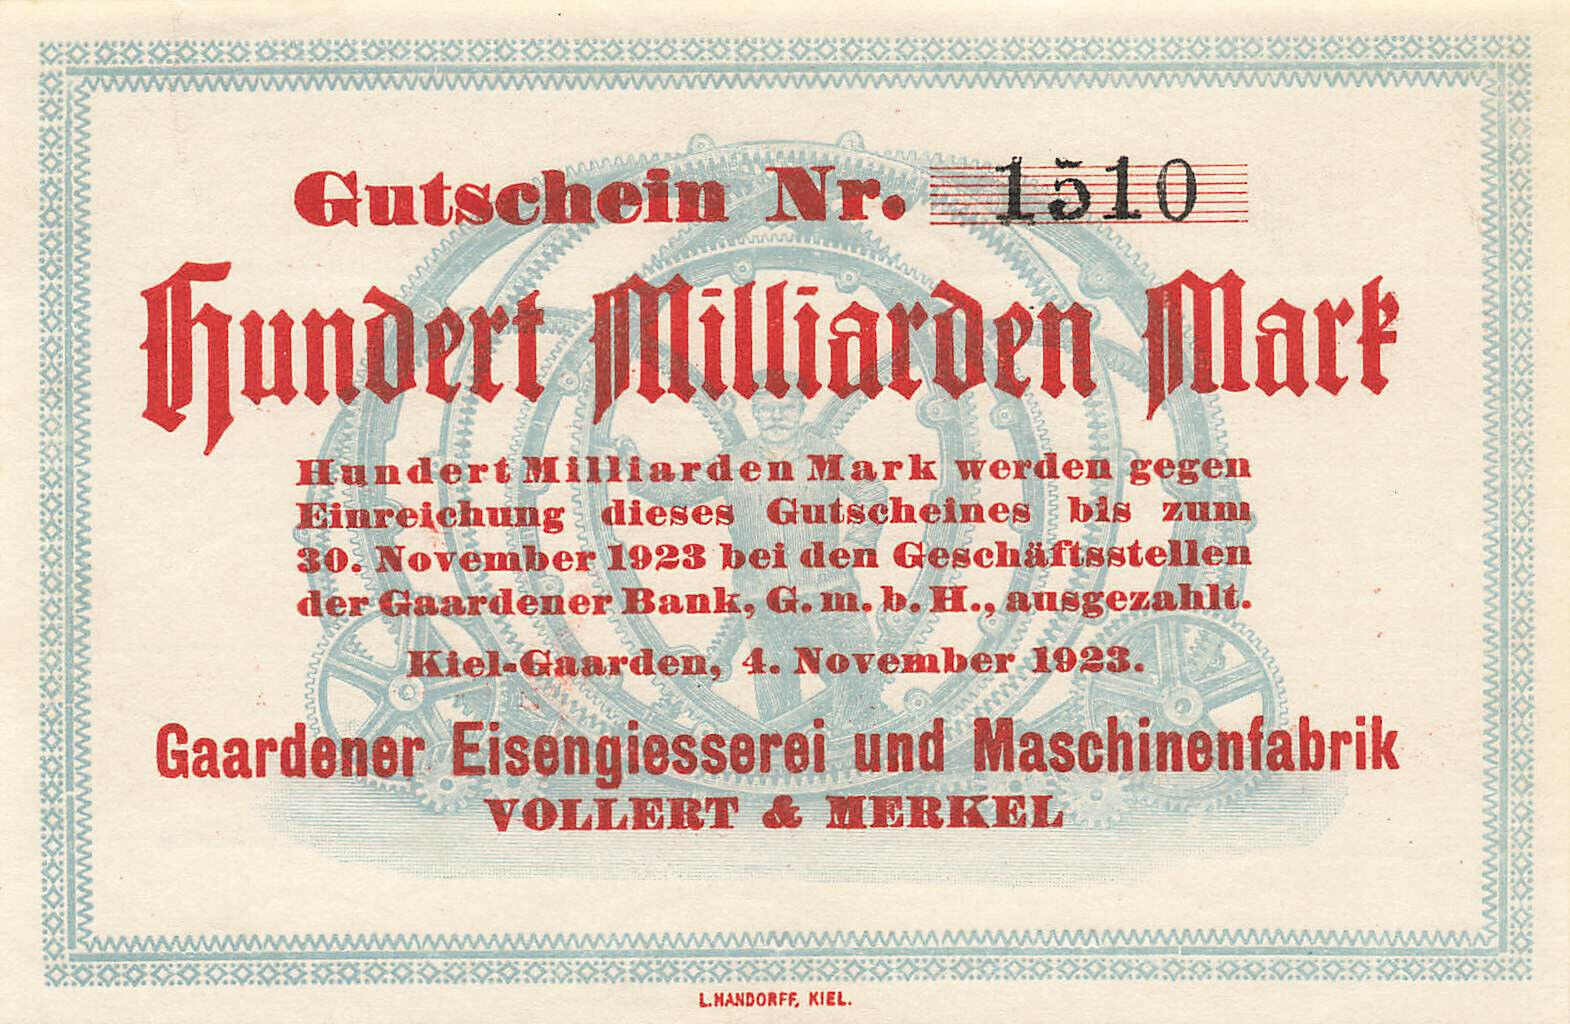 Gutschein Nr. 1510
Hundert Milliarden Mark
Hundert Milliarden Mark werden gegen
Einreichung dieses Gutscheines bis zum
30. November 1923 bei den Geschäftsstellen
der Gaardener Bank, G. m. b. H., ausgezahlt.
Kiel-Gaarden, 4. November 1923.
Gaardener Eisengiesserei und Maschinenfabrik
VOLLERT & MERKEL
L. HANDORFF, KIEL.